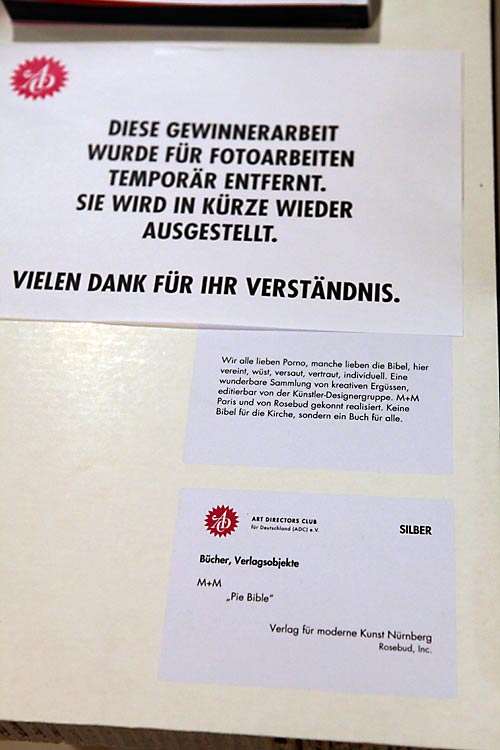 DIESE GEWINNERARBEIT
WURDE FÜR FOTOARBEITEN
TEMPORÄR ENTFERNT.
SIE WIRD IN KÜRZE WIEDER
AUSGESTELLT.
VIELEN DANK FÜR IHR VERSTÄNDNIS.
Wir alle lieben Porno, manche lieben die Bibel, hier
vereint, wüst, versaut, vertraut, individuell. Eine
wunderbare Sammlung von kreativen Ergüssen,
editierbar von der Künstler-Designergruppe. M+M
Paris und von Rosebud gekonnt realisiert. Keine
Bibel für die Kirche, sondern ein Buch für alle.
ART DIRECTORS CLUB
für Deutschland (ADC) e.V.
SILBER
Bücher, Verlagsobjekte
M+M
„Pie Bible“
Verlag für moderne Kunst Nürnberg
Rosebud, Inc.